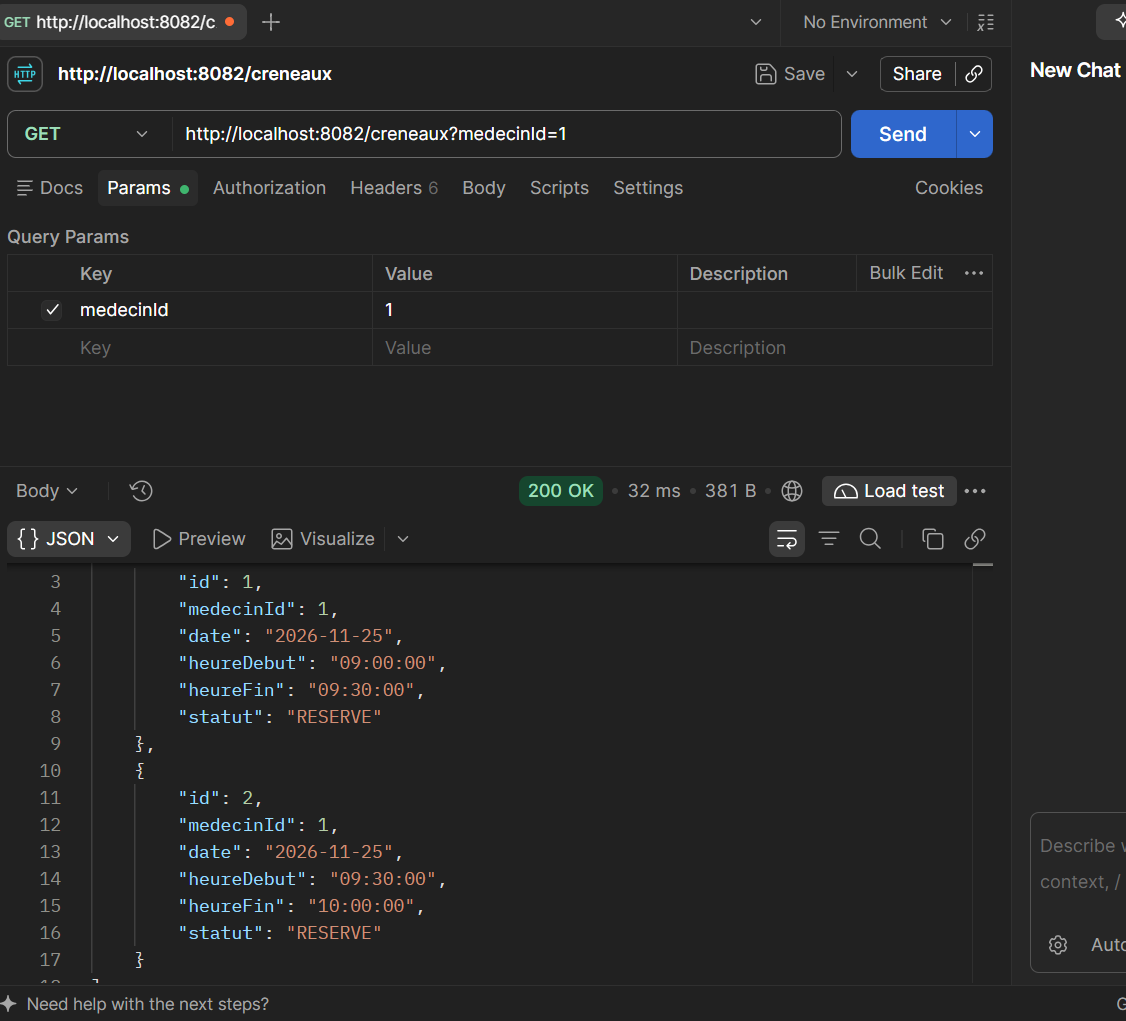 GET http://localhost:8082/c
No Environment
HTTP http://localhost:8082/creneaux
Save
Share
New Chat
GET http://localhost:8082/creneaux?medecinId=1
Send
Docs Params Authorization Headers 6 Body Scripts Settings Cookies
Query Params
Key Value Description Bulk Edit
medecinId 1
Key Value Description
Body 200 OK 32 ms 381 B Load test
{} JSON Preview Visualize
3 "id": 1,
4 "medecinId": 1,
5 "date": "2026-11-25",
6 "heureDebut": "09:00:00",
7 "heureFin": "09:30:00",
8 "statut": "RESERVE"
9 },
10 {
11 "id": 2,
12 "medecinId": 1,
13 "date": "2026-11-25",
14 "heureDebut": "09:30:00",
15 "heureFin": "10:00:00",
16 "statut": "RESERVE"
17 }
Describe
context, /
Auto
Need help with the next steps?